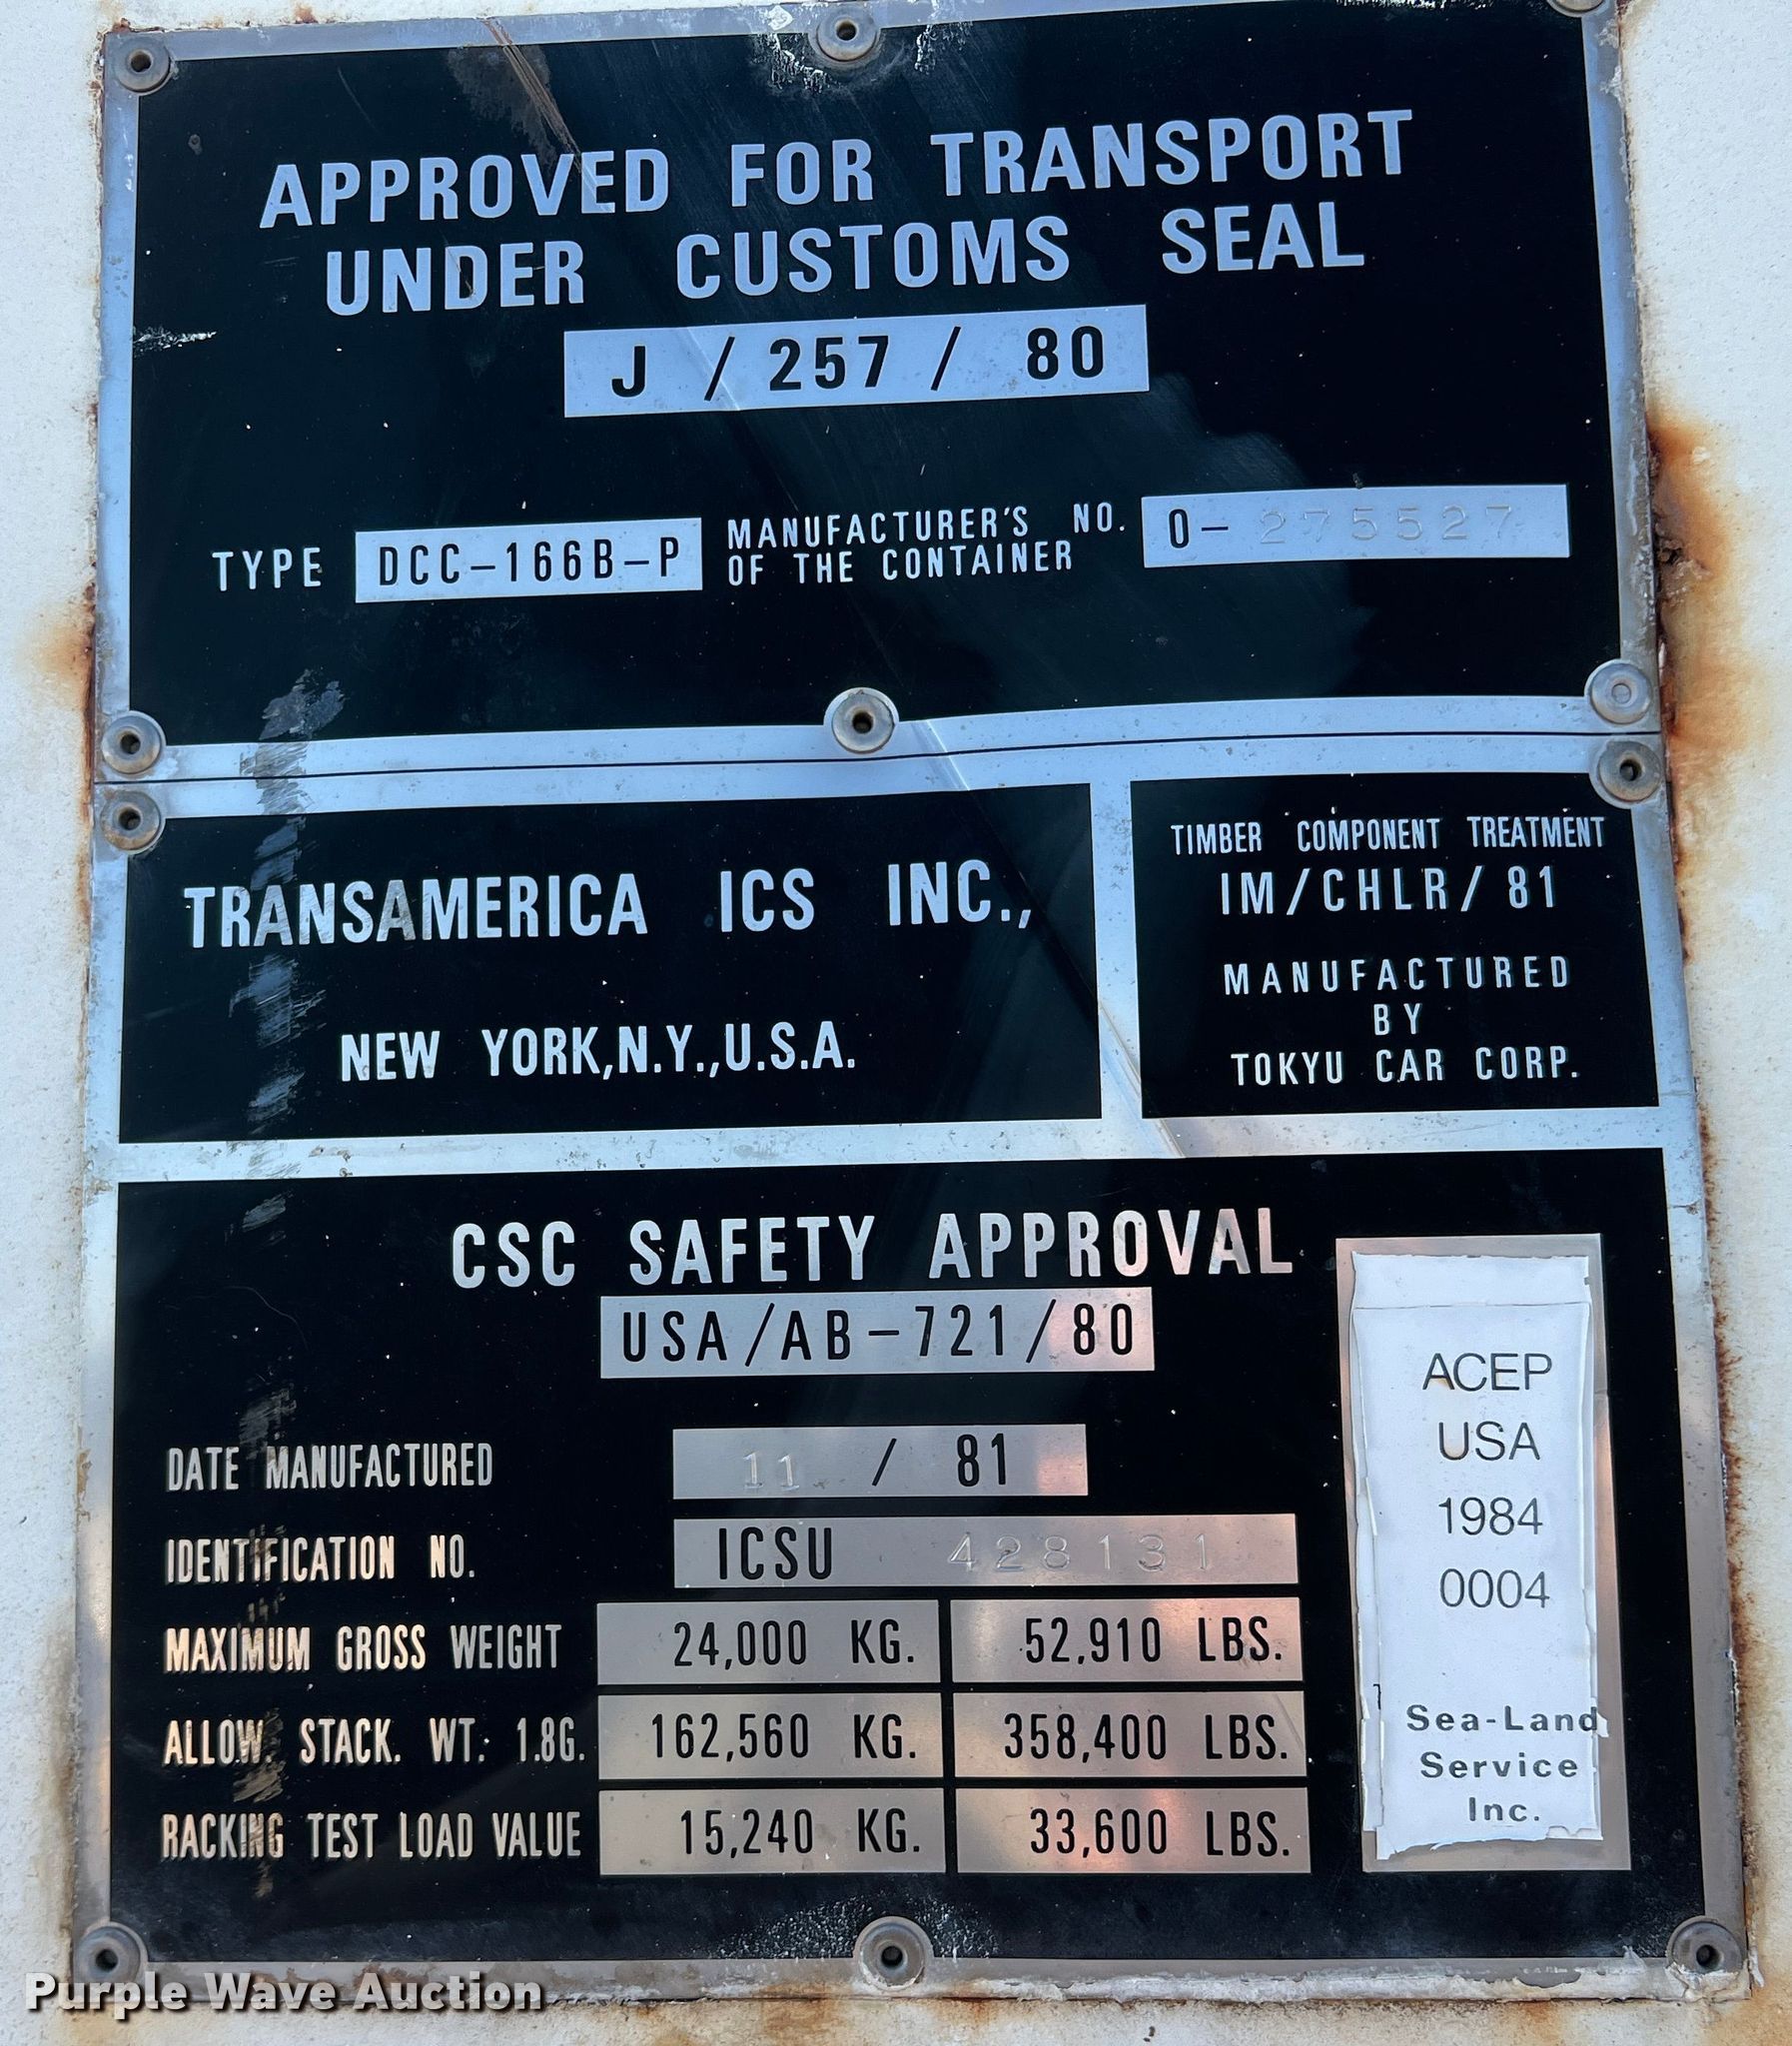 APPROVED FOR TRANSPORT
UNDER CUSTOMS SEAL
J / 257 / 80
TYPE DCC-166B-P MANUFACTURER'S NO. OF THE CONTAINER 0- 275527
TRANSAMERICA ICS INC.,
NEW YORK,N.Y.,U.S.A.
TIMBER COMPONENT TREATMENT
IM/CHLR/81
MANUFACTURED
BY
TOKYU CAR CORP.
CSC SAFETY APPROVAL
USA/AB-721/80
DATE MANUFACTURED 11 / 81
IDENTIFICATION NO. ICSU 428131
MAXIMUM GROSS WEIGHT 24,000 KG. 52,910 LBS.
ALLOW. STACK. WT: 1.8G. 162,560 KG. 358,400 LBS.
RACKING TEST LOAD VALUE 15,240 KG. 33,600 LBS.
ACEP
USA
1984
0004
Sea-Land
Service
Inc.
Purple Wave Auction